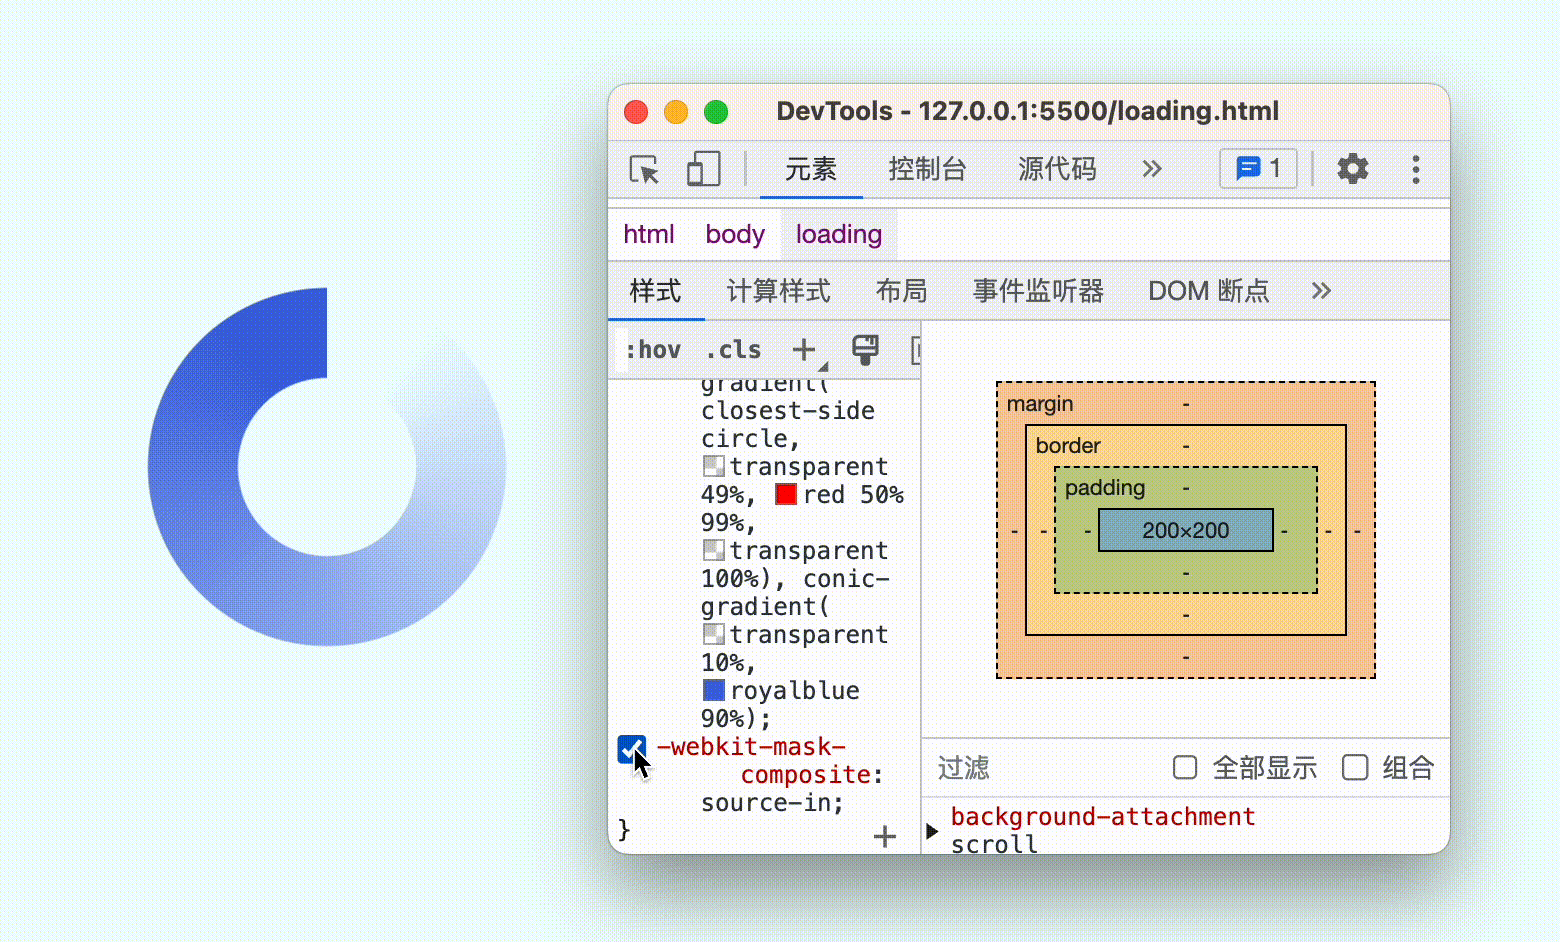 DevTools - 127.0.0.1:5500/loading.html
元素 控制台 源代码 » 1
html body loading
样式 计算样式 布局 事件监听器 DOM 断点 »
:hov .cls +
gradient(
closest-side
circle,
transparent
49%, red 50%
99%,
transparent
100%), conic-
gradient(
transparent
10%,
royalblue
90%);
-webkit-mask-
composite:
source-in;
}
+
margin -
border -
padding -
- - - 200×200 - - -
-
-
-
过滤 全部显示 组合
background-attachment
scroll